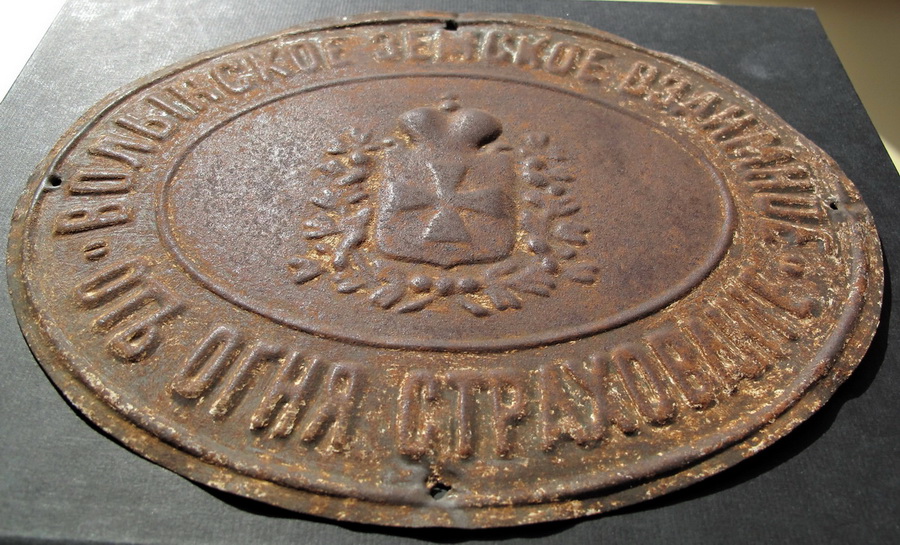 ВОЛЫНСКОЕ ЗЕМСКОЕ ВЗАИМНОЕ
• ОТЪ ОГНЯ СТРАХОВАНІЕ •